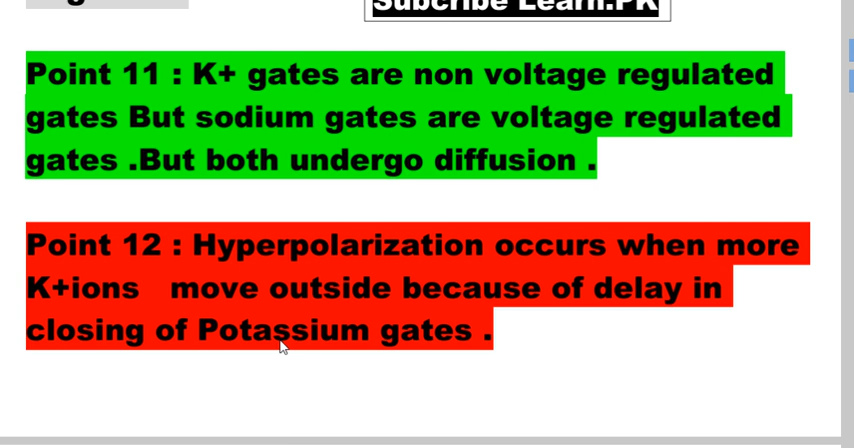 Subcribe Learn.PK
Point 11 : K+ gates are non voltage regulated
gates But sodium gates are voltage regulated
gates .But both undergo diffusion .
Point 12 : Hyperpolarization occurs when more
K+ions move outside because of delay in
closing of Potassium gates .